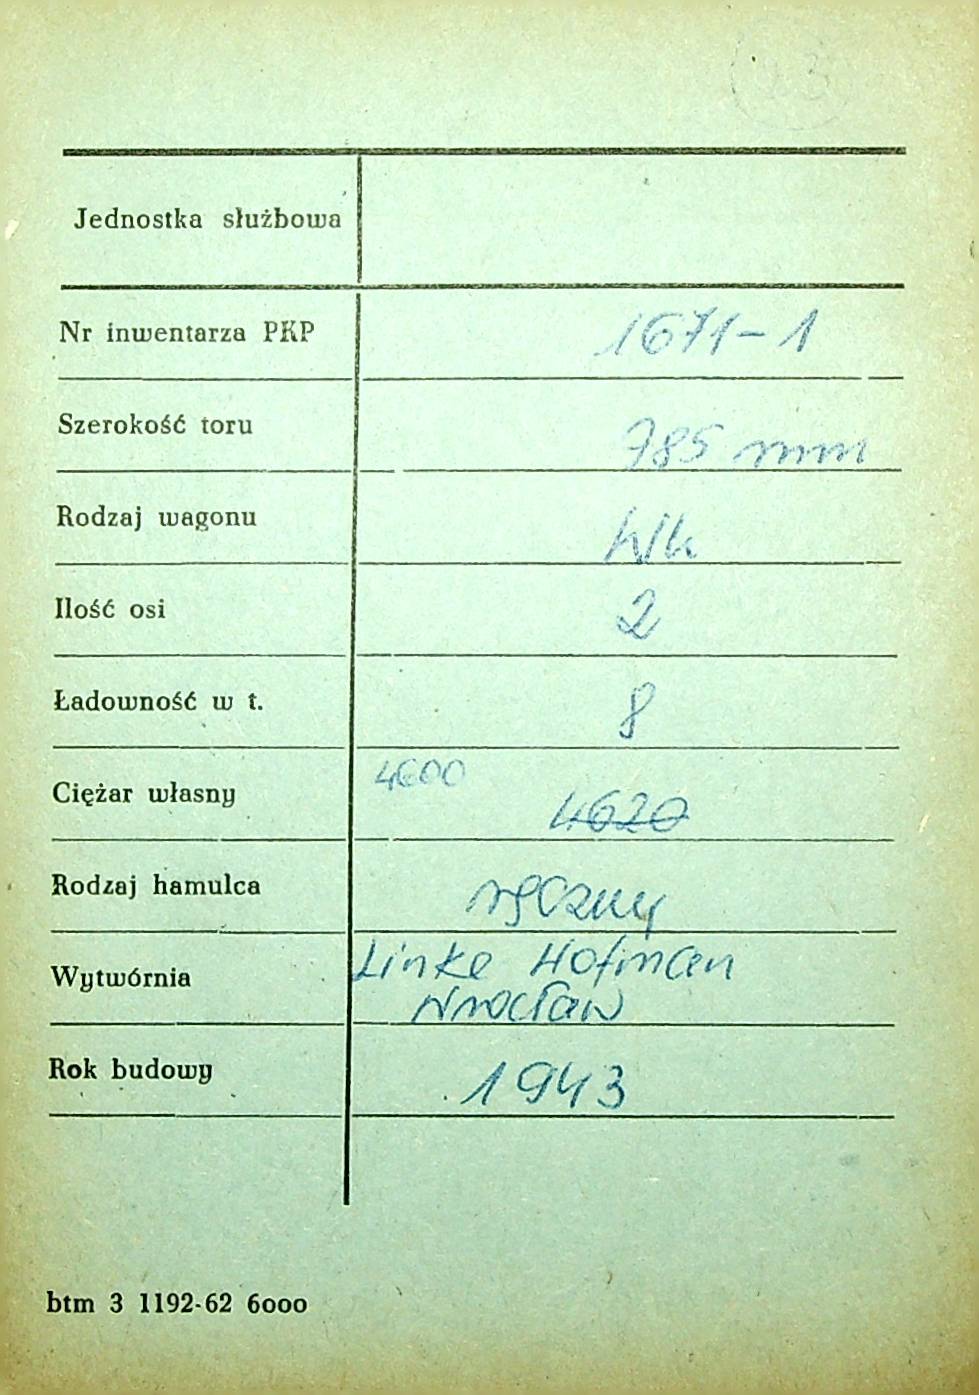 Jednostka służbowa
Nr inwentarza PKP 1671-1
Szerokość toru 785 mm
Rodzaj wagonu Wk
Ilość osi 2
Ładowność w t. 8
4600
Ciężar własny 4620
Rodzaj hamulca ręczny
Linke Hofman
Wytwórnia Wrocław
Rok budowy 1943
btm 3 1192-62 6000